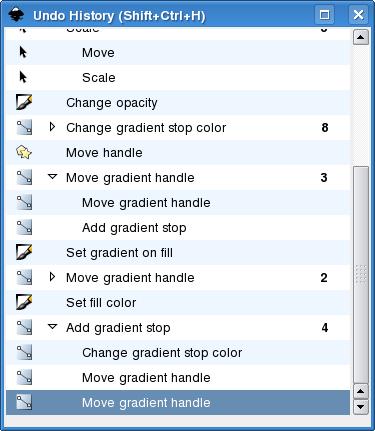 Undo History (Shift+Ctrl+H)
Scale 3
Move
Scale
Change opacity
Change gradient stop color 8
Move handle
Move gradient handle 3
Move gradient handle
Add gradient stop
Set gradient on fill
Move gradient handle 2
Set fill color
Add gradient stop 4
Change gradient stop color
Move gradient handle
Move gradient handle